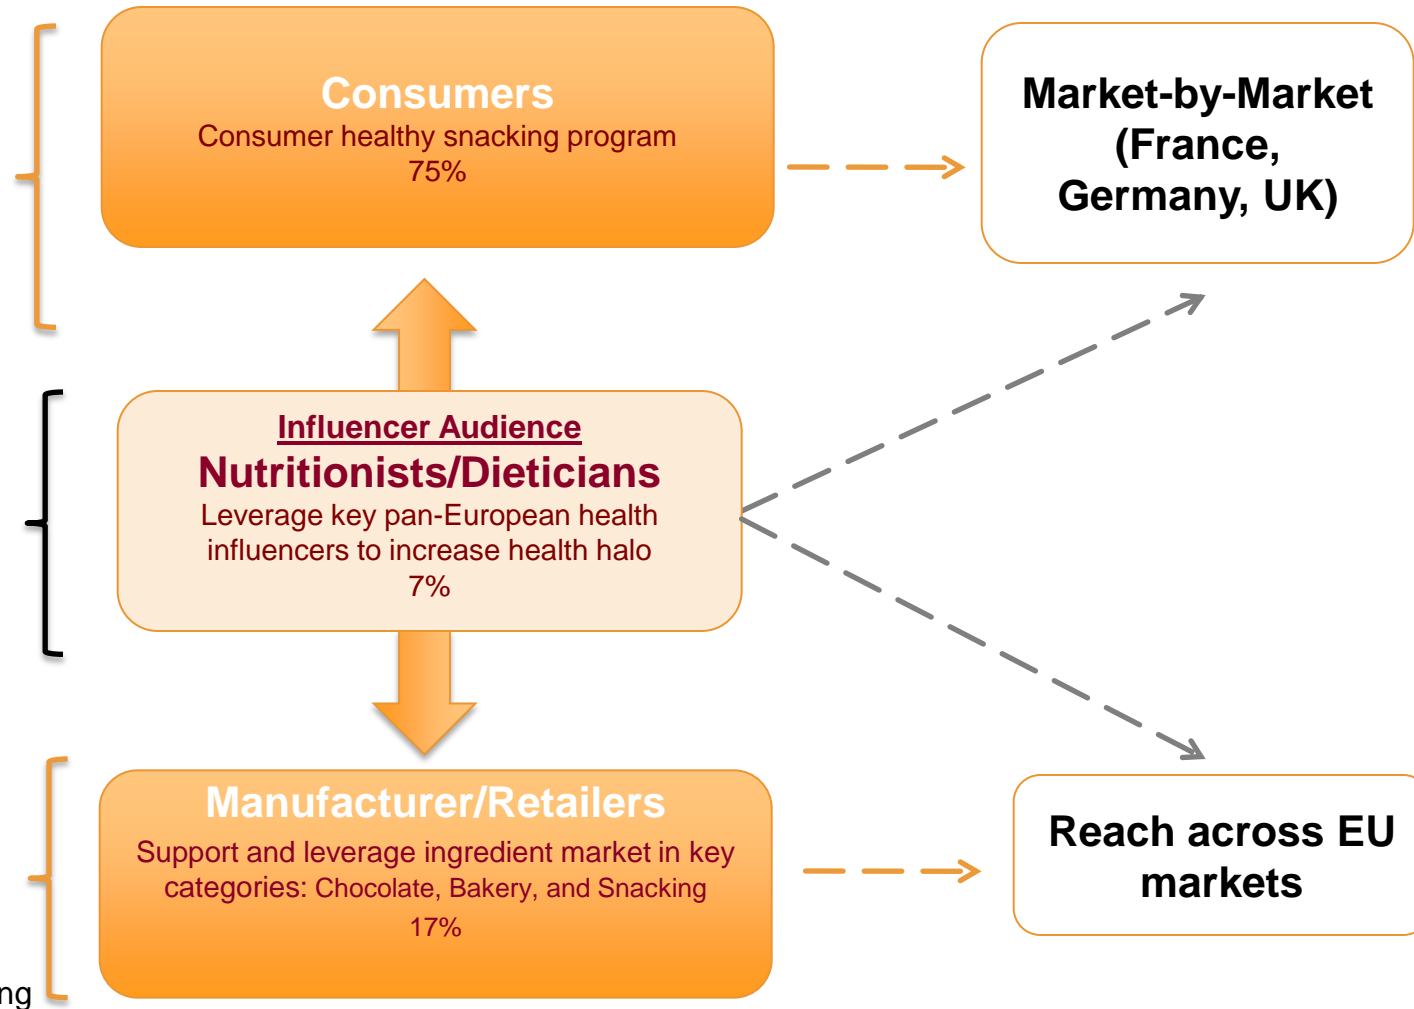 Consumers
Consumer healthy snacking program
75%
Market-by-Market
(France,
Germany, UK)
Influencer Audience
Nutritionists/Dieticians
Leverage key pan-European health
influencers to increase health halo
7%
Manufacturer/Retailers
Support and leverage ingredient market in key
categories: Chocolate, Bakery, and Snacking
17%
Reach across EU
markets
ng